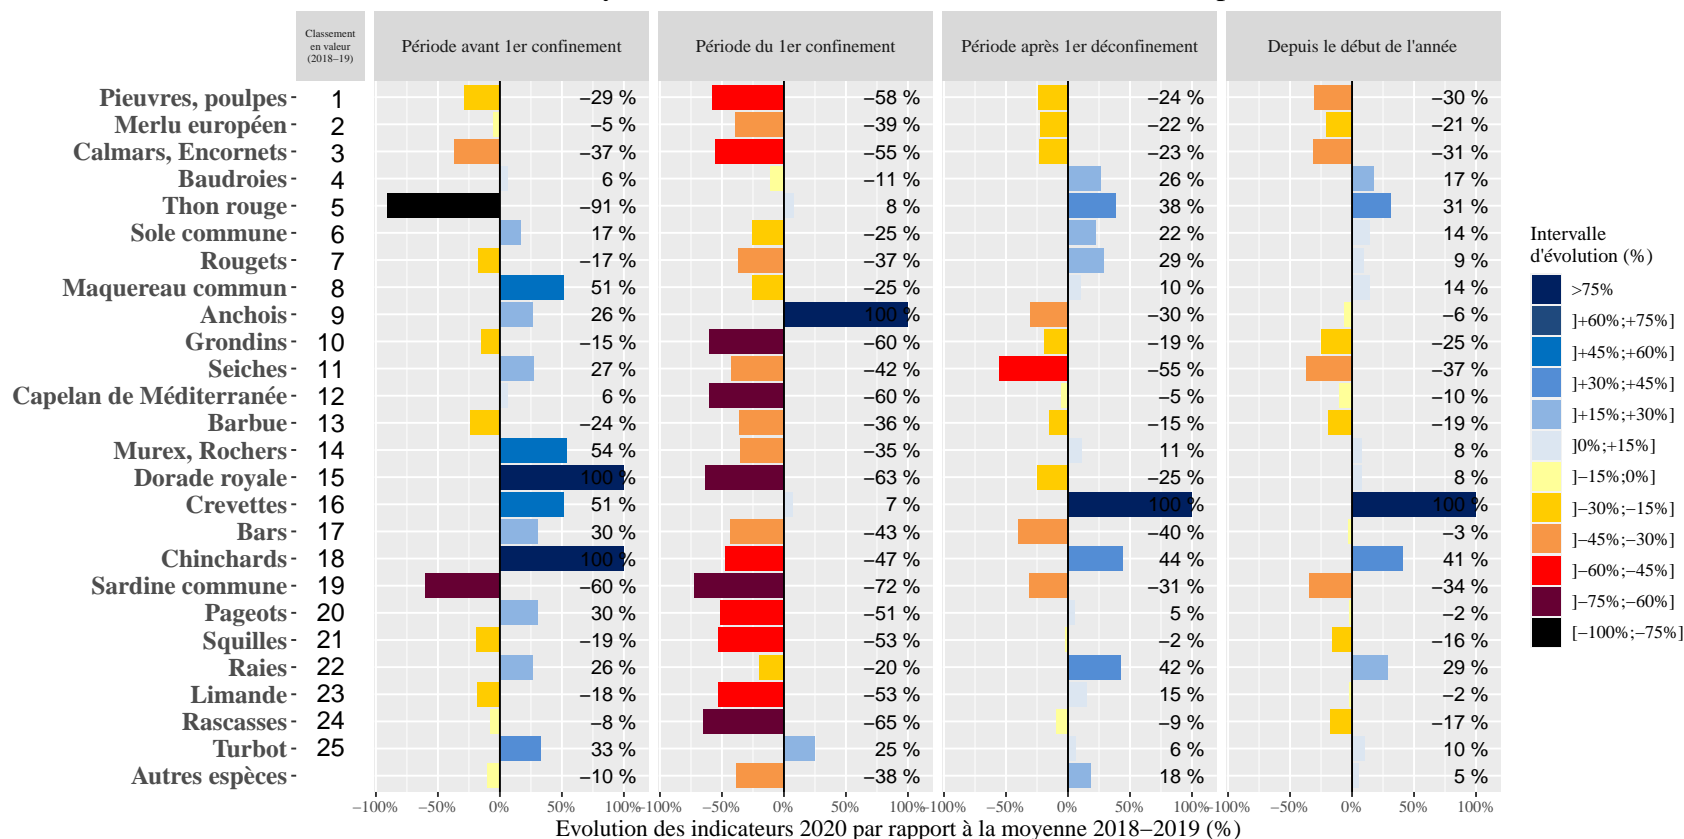 Classement
en valeur
(2018–19)
Période avant 1er confinement
Période du 1er confinement
Période après 1er déconfinement
Depuis le début de l'année
Pieuvres, poulpes 1 −29 % −58 % −24 % −30 %
Merlu européen 2 −5 % −39 % −22 % −21 %
Calmars, Encornets 3 −37 % −55 % −23 % −31 %
Baudroies 4 6 % −11 % 26 % 17 %
Thon rouge 5 −91 % 8 % 38 % 31 %
Sole commune 6 17 % −25 % 22 % 14 %
Rougets 7 −17 % −37 % 29 % 9 %
Maquereau commun 8 51 % −25 % 10 % 14 %
Anchois 9 26 % 100 % −30 % −6 %
Grondins 10 −15 % −60 % −19 % −25 %
Seiches 11 27 % −42 % −55 % −37 %
Capelan de Méditerranée 12 6 % −60 % −5 % −10 %
Barbue 13 −24 % −36 % −15 % −19 %
Murex, Rochers 14 54 % −35 % 11 % 8 %
Dorade royale 15 100 % −63 % −25 % 8 %
Crevettes 16 51 % 7 % 100 % 100 %
Bars 17 30 % −43 % −40 % −3 %
Chinchards 18 100 % −47 % 44 % 41 %
Sardine commune 19 −60 % −72 % −31 % −34 %
Pageots 20 30 % −51 % 5 % −2 %
Squilles 21 −19 % −53 % −2 % −16 %
Raies 22 26 % −20 % 42 % 29 %
Limande 23 −18 % −53 % 15 % −2 %
Rascasses 24 −8 % −65 % −9 % −17 %
Turbot 25 33 % 25 % 6 % 10 %
Autres espèces −10 % −38 % 18 % 5 %
−100% −50% 0% 50% 100% −100% −50% 0% 50% 100% −100% −50% 0% 50% 100% −100% −50% 0% 50% 100%
Evolution des indicateurs 2020 par rapport à la moyenne 2018−2019 (%)
Intervalle
d'évolution (%)
>75%
]+60%;+75%]
]+45%;+60%]
]+30%;+45%]
]+15%;+30%]
]0%;+15%]
]−15%;0%]
]−30%;−15%]
]−45%;−30%]
]−60%;−45%]
]−75%;−60%]
[−100%;−75%]